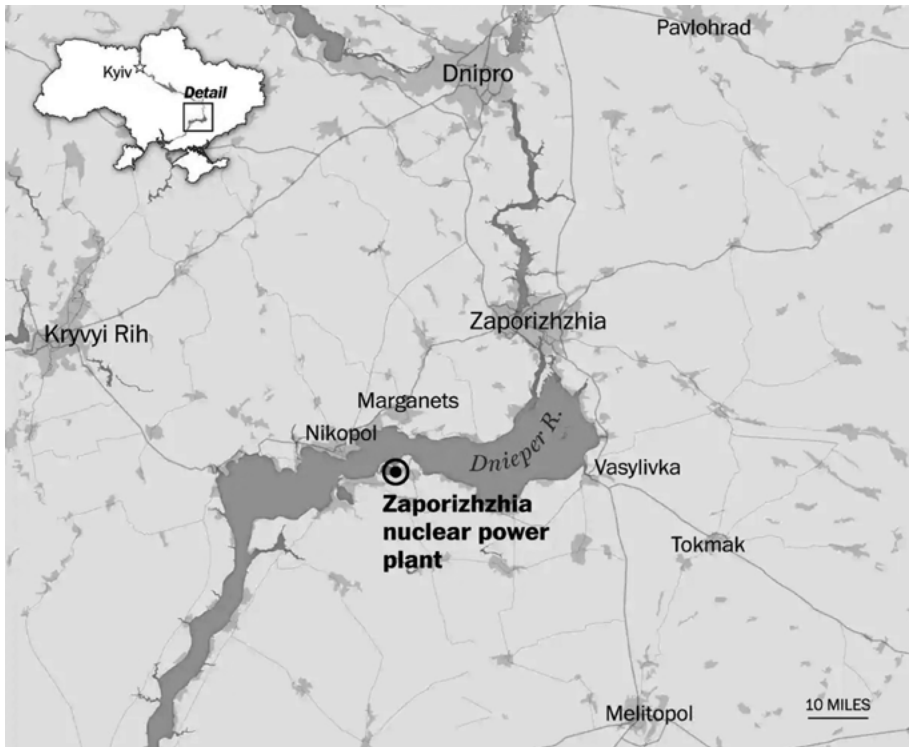 Pavlohrad
Kyiv
Dnipro
Detail
Zaporizhzhia
Kryvyi Rih
Marganets
Nikopol
Dnieper R.
Vasylivka
Zaporizhzhia
nuclear power
plant
Tokmak
10 MILES
Melitopol